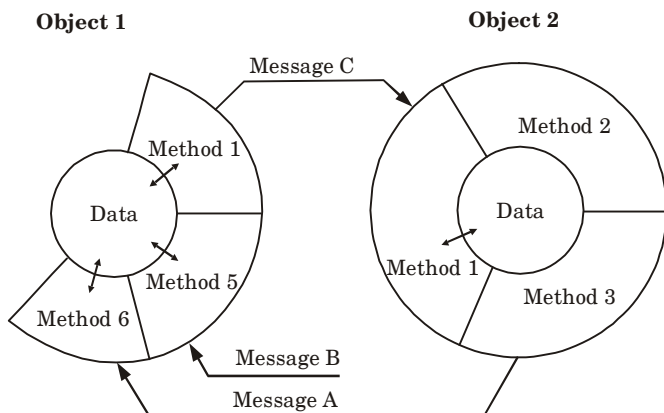 Object 1
Object 2
Message C
Method 1
Method 2
Data
Data
Method 5
Method 1
Method 6
Method 3
Message B
Message A